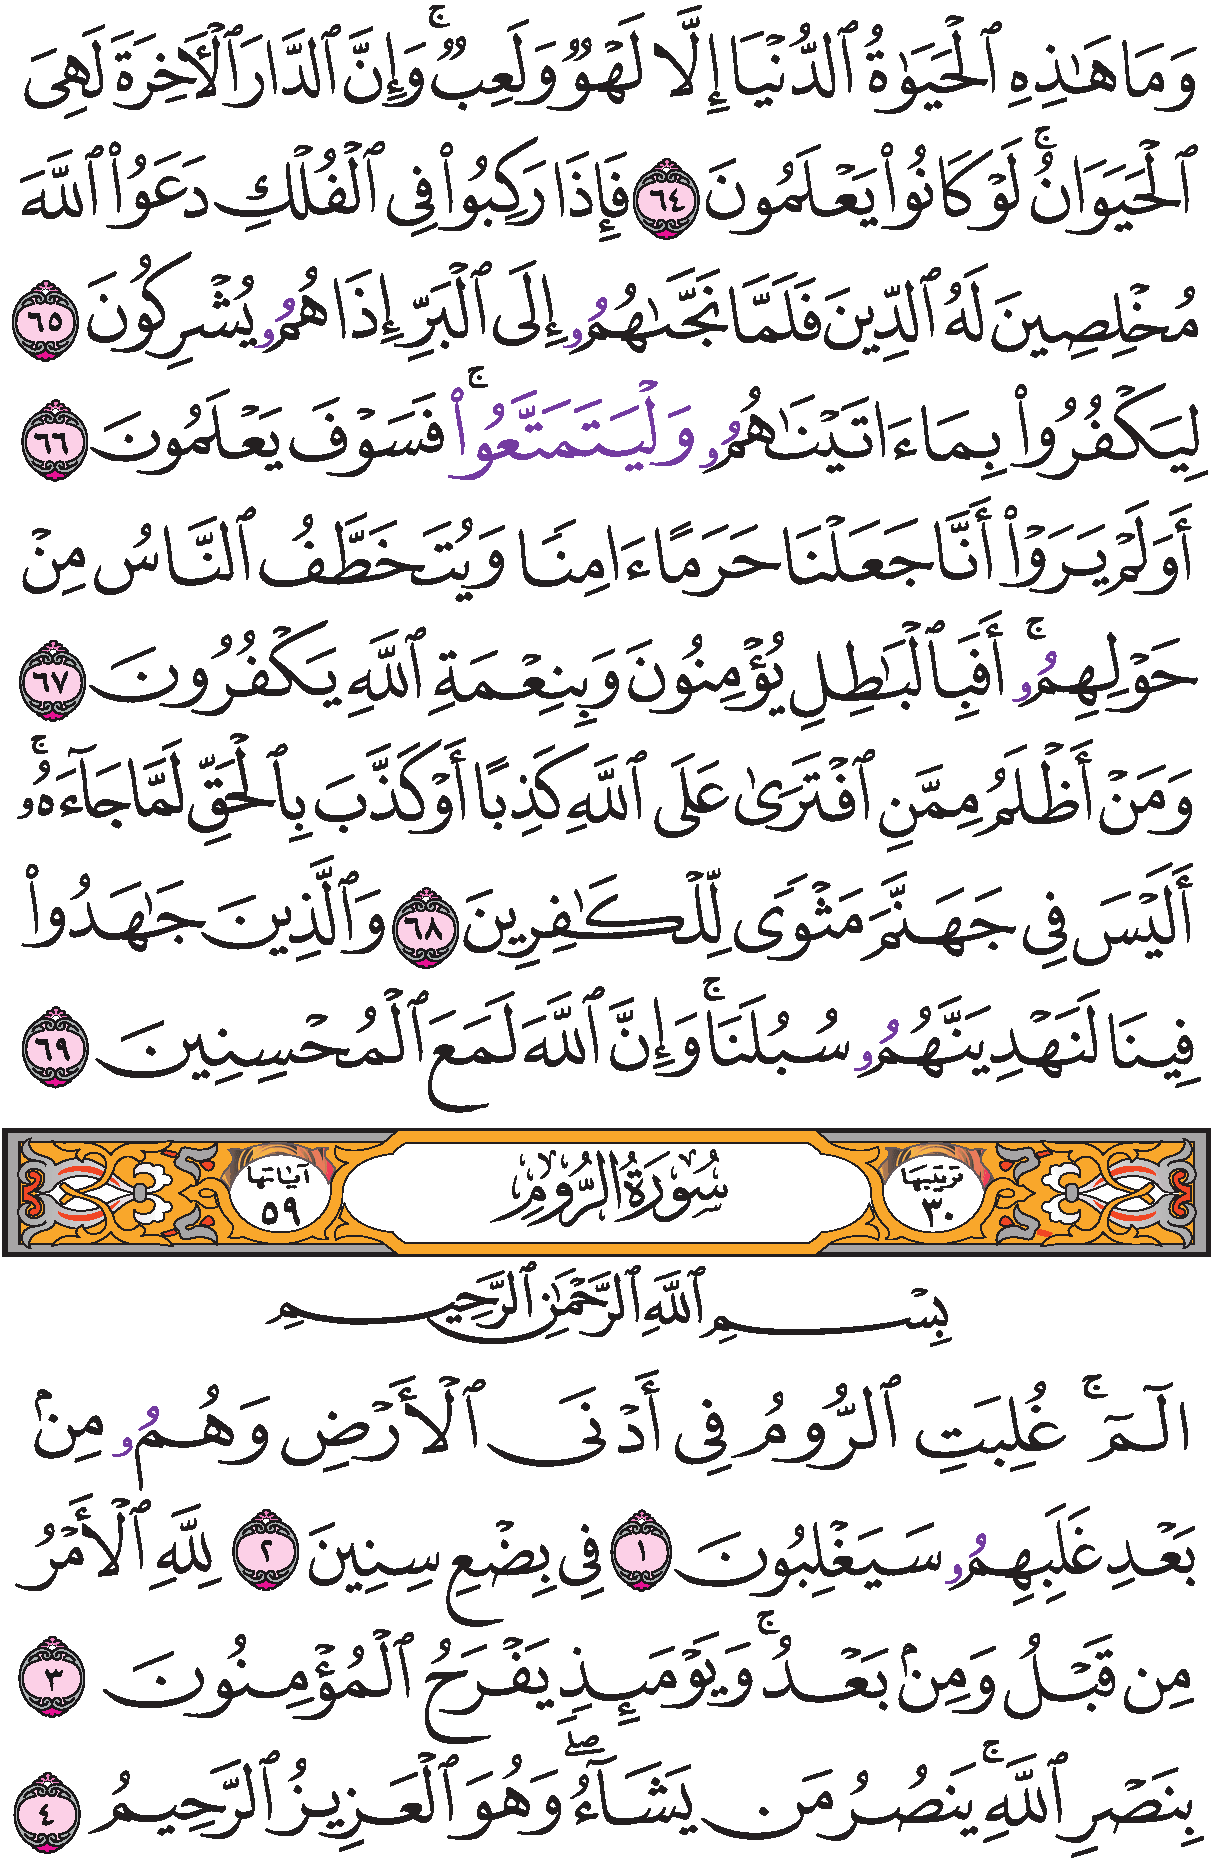 وَمَا هَٰذِهِ ٱلْحَيَوٰةُ ٱلدُّنْيَا إِلَّا لَهْوٌ وَلَعِبٌ ۚ وَإِنَّ ٱلدَّارَ ٱلْأَخِرَةَ لَهِىَ
ٱلْحَيَوَانُ ۚ لَوْ كَانُوا۟ يَعْلَمُونَ ٦٤ فَإِذَا رَكِبُوا۟ فِى ٱلْفُلْكِ دَعَوُا۟ ٱللَّهَ
مُخْلِصِينَ لَهُ ٱلدِّينَ فَلَمَّا نَجَّىٰهُمُۥ إِلَى ٱلْبَرِّ إِذَا هُمُۥ يُشْرِكُونَ ٦٥
لِيَكْفُرُوا۟ بِمَا ءَاتَيْنَٰهُمُۥ وَلْيَتَمَتَّعُوا۟ ۚ فَسَوْفَ يَعْلَمُونَ ٦٦
أَوَلَمْ يَرَوْا۟ أَنَّا جَعَلْنَا حَرَمًا ءَامِنًا وَيُتَخَطَّفُ ٱلنَّاسُ مِنْ
حَوْلِهِمُۥ ۚ أَفَبِٱلْبَٰطِلِ يُؤْمِنُونَ وَبِنِعْمَةِ ٱللَّهِ يَكْفُرُونَ ٦٧
وَمَنْ أَظْلَمُ مِمَّنِ ٱفْتَرَىٰ عَلَى ٱللَّهِ كَذِبًا أَوْ كَذَّبَ بِٱلْحَقِّ لَمَّا جَآءَهُۥ ۚ
أَلَيْسَ فِى جَهَنَّمَ مَثْوًى لِّلْكَٰفِرِينَ ٦٨ وَٱلَّذِينَ جَٰهَدُوا۟
فِينَا لَنَهْدِيَنَّهُمُۥ سُبُلَنَا ۚ وَإِنَّ ٱللَّهَ لَمَعَ ٱلْمُحْسِنِينَ ٦٩
ترتيبها ٣٠ سُورَةُ الرُّومِ آياتها ٥٩
بِسْمِ ٱللَّهِ ٱلرَّحْمَٰنِ ٱلرَّحِيمِ
الٓمٓ ۚ غُلِبَتِ ٱلرُّومُ فِى أَدْنَى ٱلْأَرْضِ وَهُمُۥ مِنۢ
بَعْدِ غَلَبِهِمُۥ سَيَغْلِبُونَ ١ فِى بِضْعِ سِنِينَ ٢ لِلَّهِ ٱلْأَمْرُ
مِن قَبْلُ وَمِنۢ بَعْدُ ۚ وَيَوْمَئِذٍ يَفْرَحُ ٱلْمُؤْمِنُونَ ٣
بِنَصْرِ ٱللَّهِ ۚ يَنصُرُ مَن يَشَآءُ ۖ وَهُوَ ٱلْعَزِيزُ ٱلرَّحِيمُ ٤